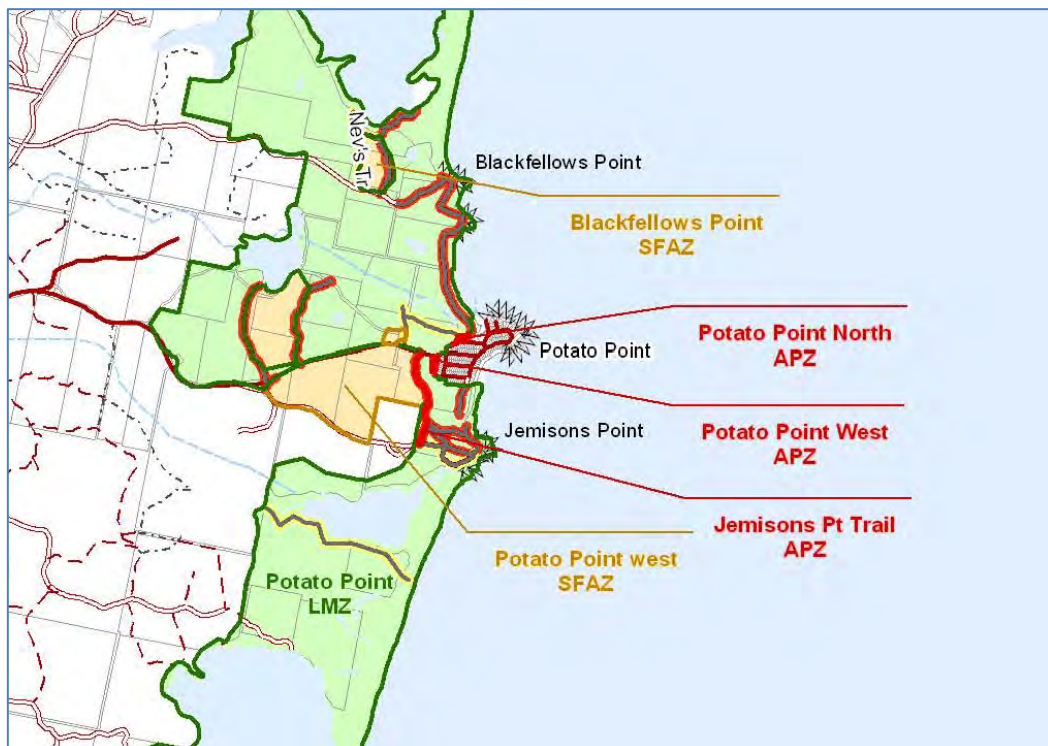 Nev's Tr
Blackfellows Point
Blackfellows Point
SFAZ
Potato Point North
APZ
Potato Point
Potato Point West
APZ
Jemisons Point
Jemisons Pt Trail
APZ
Potato Point west
SFAZ
Potato Point
LMZ